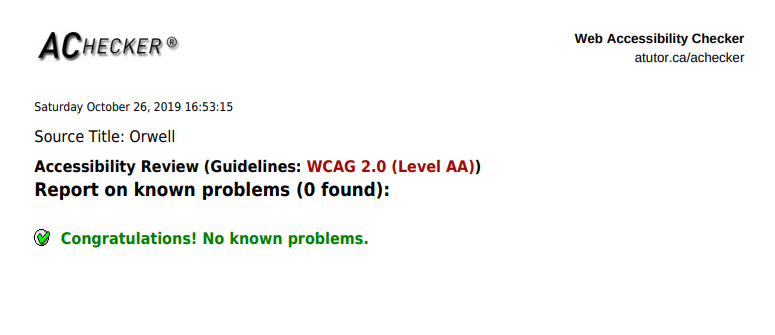 ACHECKER®
Web Accessibility Checker
atutor.ca/achecker
Saturday October 26, 2019 16:53:15
Source Title: Orwell
Accessibility Review (Guidelines: WCAG 2.0 (Level AA))
Report on known problems (0 found):
Congratulations! No known problems.